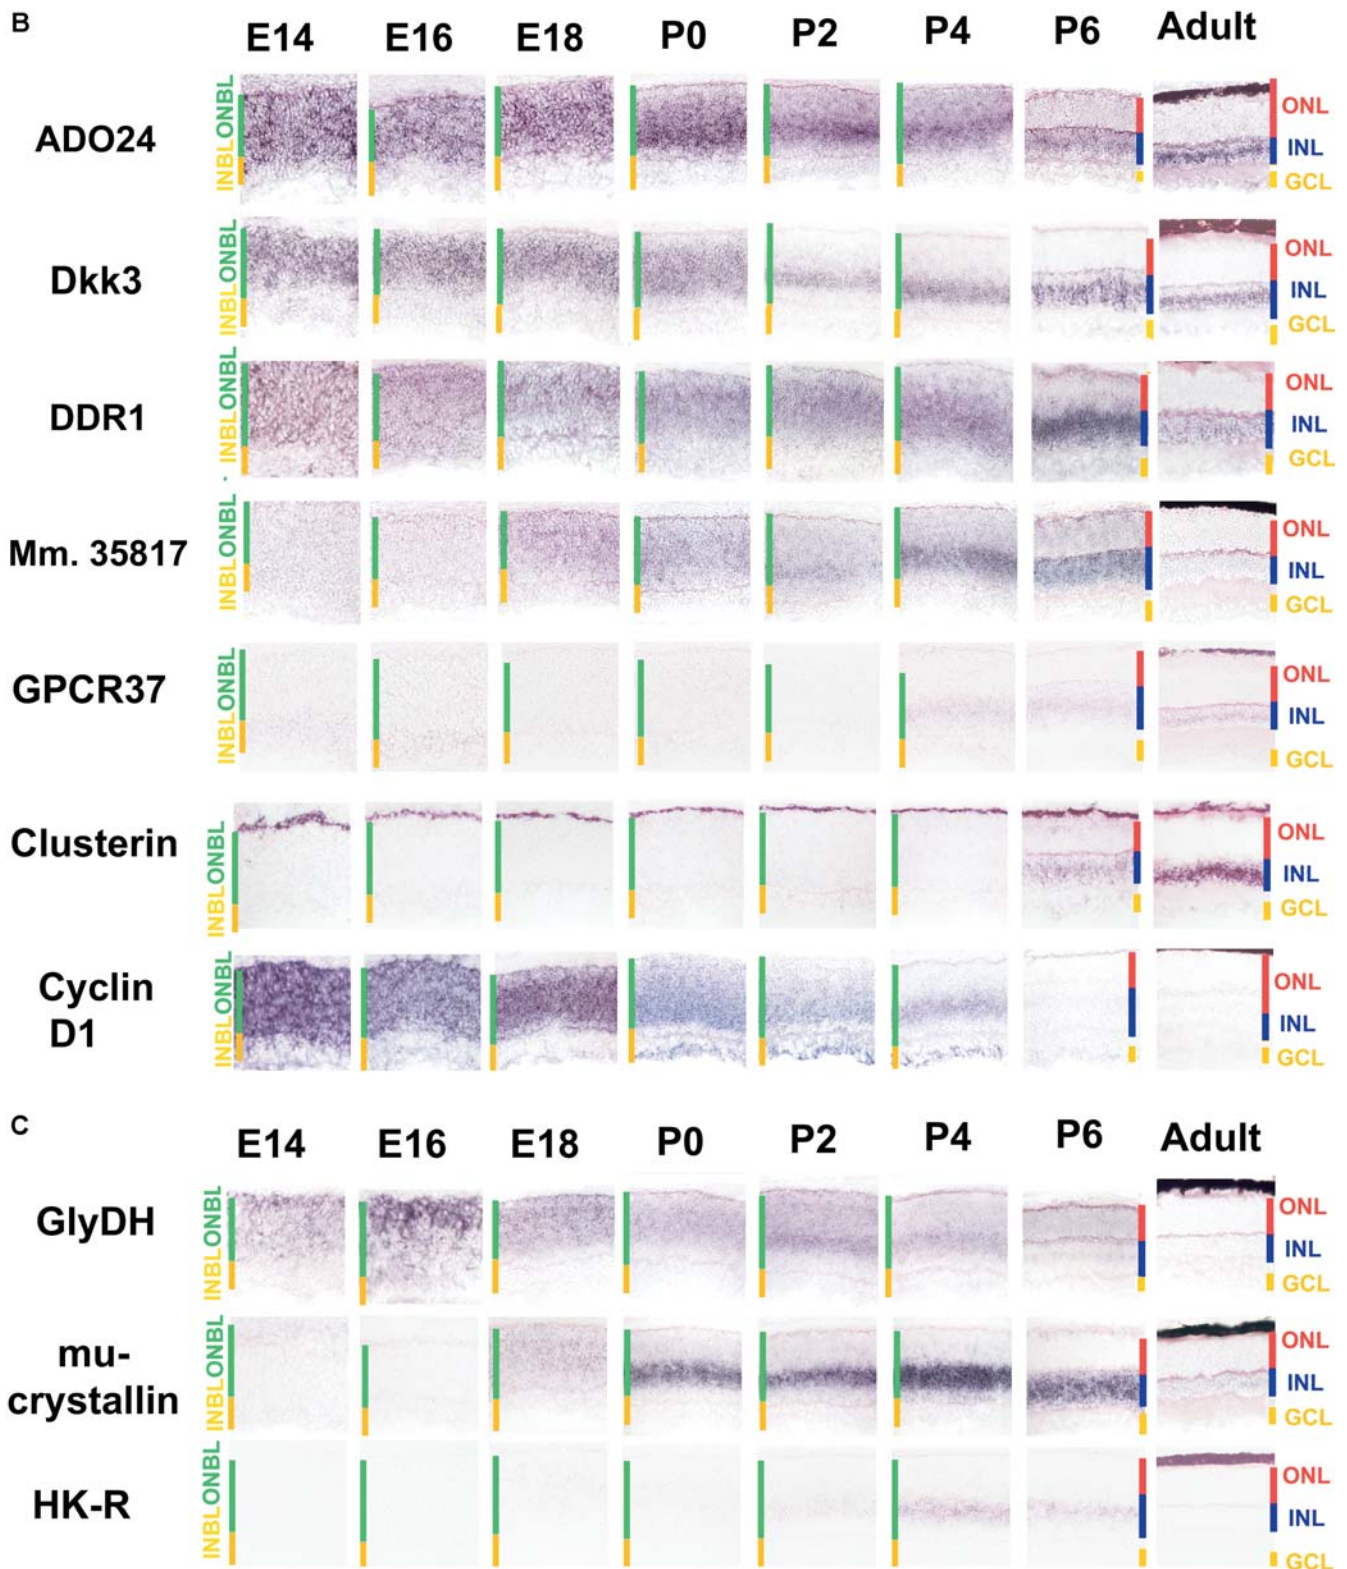 B
E14 E16 E18 P0 P2 P4 P6 Adult
ADO24
INBL ONBL
ONL
INL
GCL
Dkk3
INBL ONBL
ONL
INL
GCL
DDR1
INBL ONBL
ONL
INL
GCL
Mm. 35817
INBL ONBL
ONL
INL
GCL
GPCR37
INBL ONBL
ONL
INL
GCL
Clusterin
INBL ONBL
ONL
INL
GCL
Cyclin
D1
INBL ONBL
ONL
INL
GCL
C
E14 E16 E18 P0 P2 P4 P6 Adult
GlyDH
INBL ONBL
ONL
INL
GCL
mu-
crystallin
INBL ONBL
ONL
INL
GCL
HK-R
INBL ONBL
ONL
INL
GCL